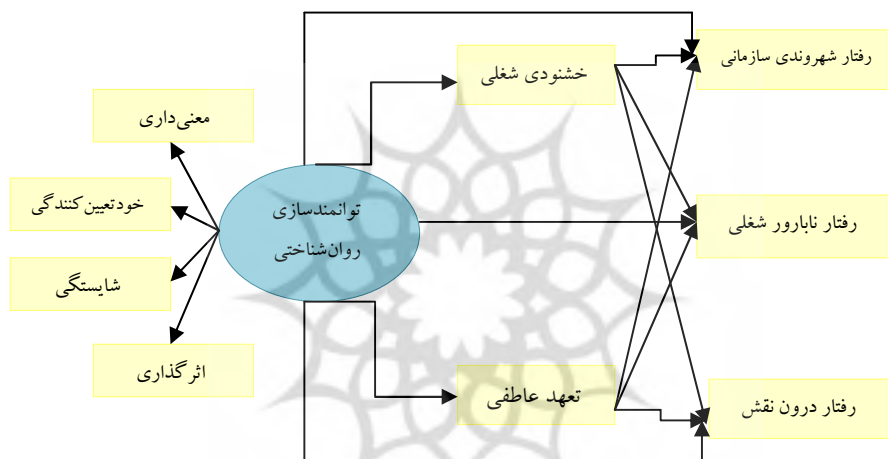 رفتار شهروندی سازمانی
خشنودی شغلی
معنی‌داری
خودتعیین‌کنندگی
توانمندسازی
روان‌شناختی
رفتار نابارور شغلی
شایستگی
اثرگذاری
تعهد عاطفی
رفتار درون نقش